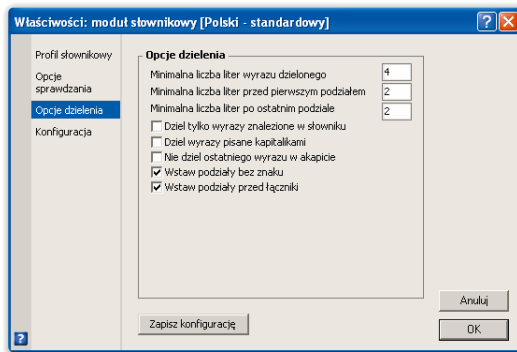 Właściwości: moduł słownikowy [Polski - standardowy]
Profil słownikowy
Opcje
sprawdzania
Opcje dzielenia
Konfiguracja
Opcje dzielenia
Minimalna liczba liter wyrazu dzielonego 4
Minimalna liczba liter przed pierwszym podziałem 2
Minimalna liczba liter po ostatnim podziale 2
Dziel tylko wyrazy znalezione w słowniku
Dziel wyrazy pisane kapitalikami
Nie dziel ostatniego wyrazu w akapicie
Wstaw podziały bez znaku
Wstaw podziały przed łączniki
Zapisz konfigurację
Anuluj
OK